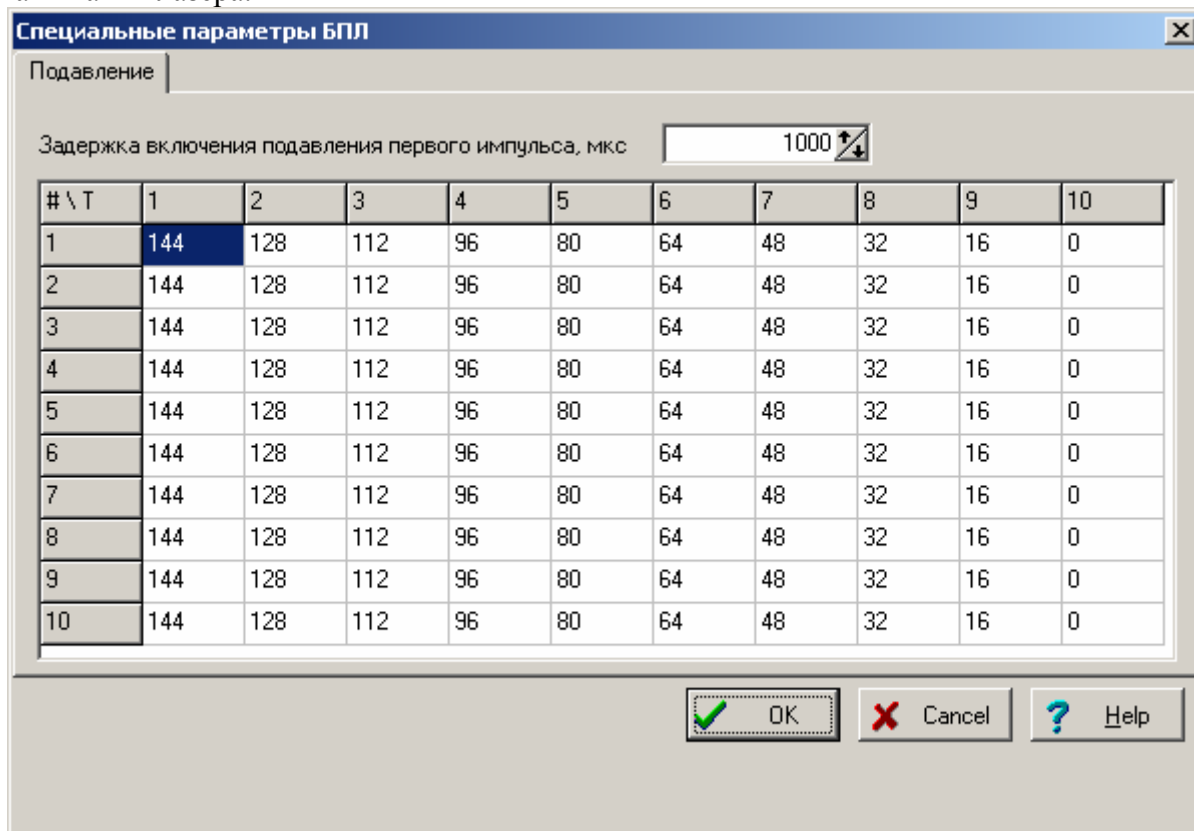 Специальные параметры БПЛ
Подавление
Задержка включения подавления первого импульса, мкс 1000
# \ T 1 2 3 4 5 6 7 8 9 10
1 144 128 112 96 80 64 48 32 16 0
2 144 128 112 96 80 64 48 32 16 0
3 144 128 112 96 80 64 48 32 16 0
4 144 128 112 96 80 64 48 32 16 0
5 144 128 112 96 80 64 48 32 16 0
6 144 128 112 96 80 64 48 32 16 0
7 144 128 112 96 80 64 48 32 16 0
8 144 128 112 96 80 64 48 32 16 0
9 144 128 112 96 80 64 48 32 16 0
10 144 128 112 96 80 64 48 32 16 0
OK Cancel ? Help